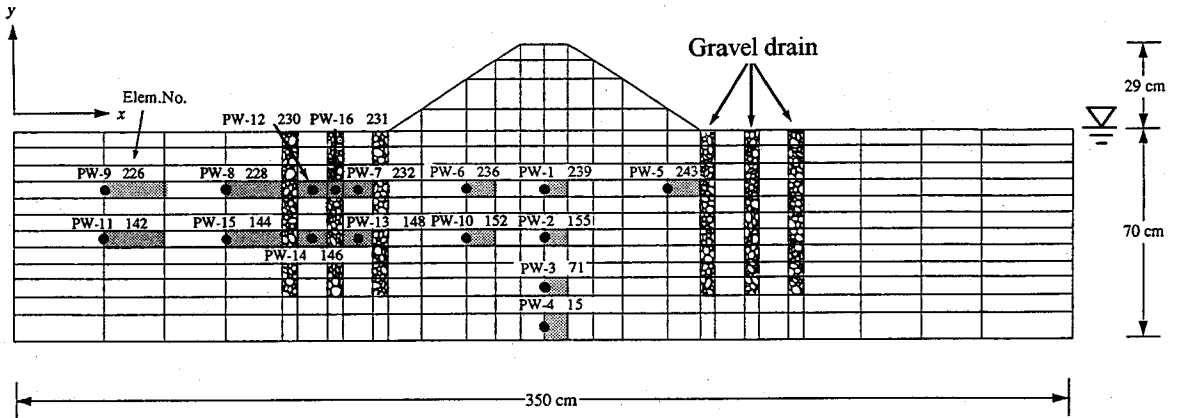 y
Gravel drain
29 cm
Elem.No.
x
PW-12 230 PW-16 231
PW-9 226 PW-8 228 PW-7 232 PW-6 236 PW-1 239 PW-5 243
PW-11 142 PW-15 144 PW-13 148 PW-10 152 PW-2 155
70 cm
PW-14 146
PW-3 71
PW-4 15
350 cm